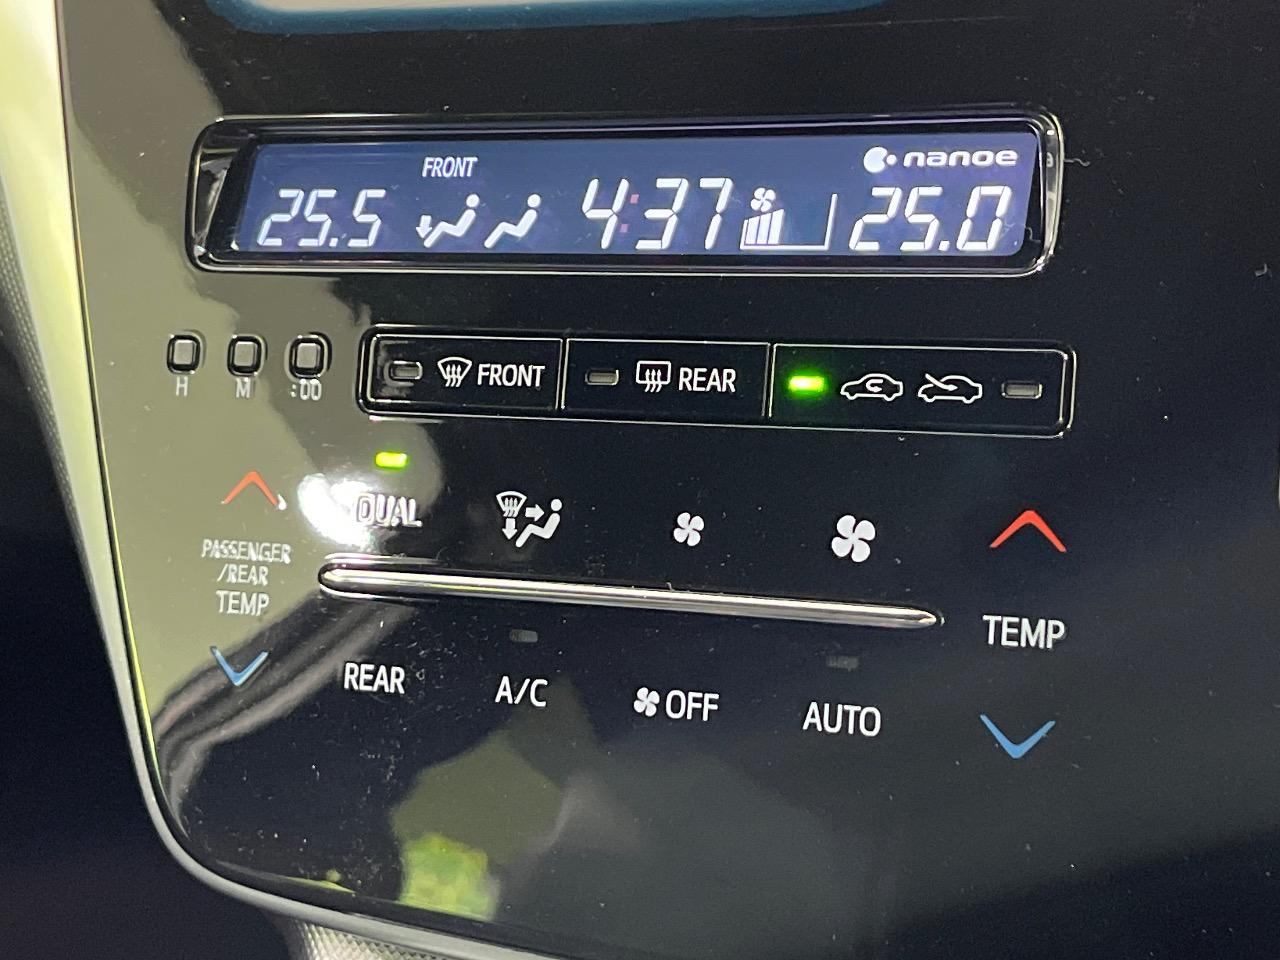 FRONT
nanoe
25.5
4:37
25.0
H
M
:00
FRONT
REAR
DUAL
PASSENGER
/REAR
TEMP
TEMP
REAR
A/C
OFF
AUTO